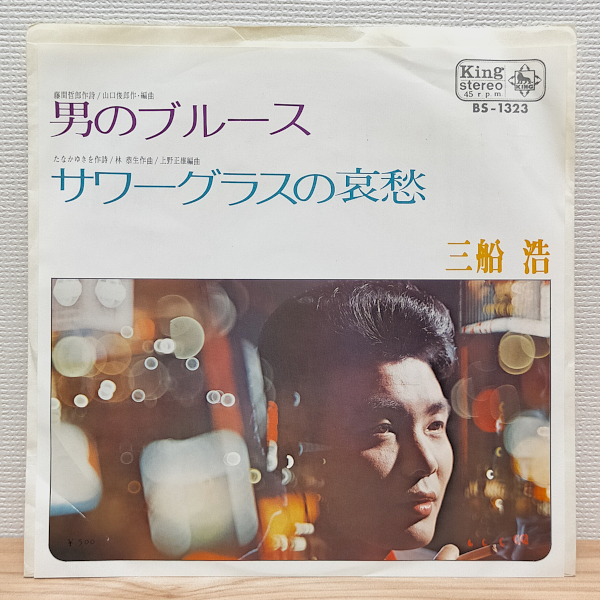 藤間哲郎作詩/山口俊郎作・編曲
男のブルース
たなかゆきを作詩/林 恭生作曲/上野正雄編曲
サワーグラスの哀愁
三船 浩
King
stereo
45 r.p.m.
KING
BS-1323
¥500